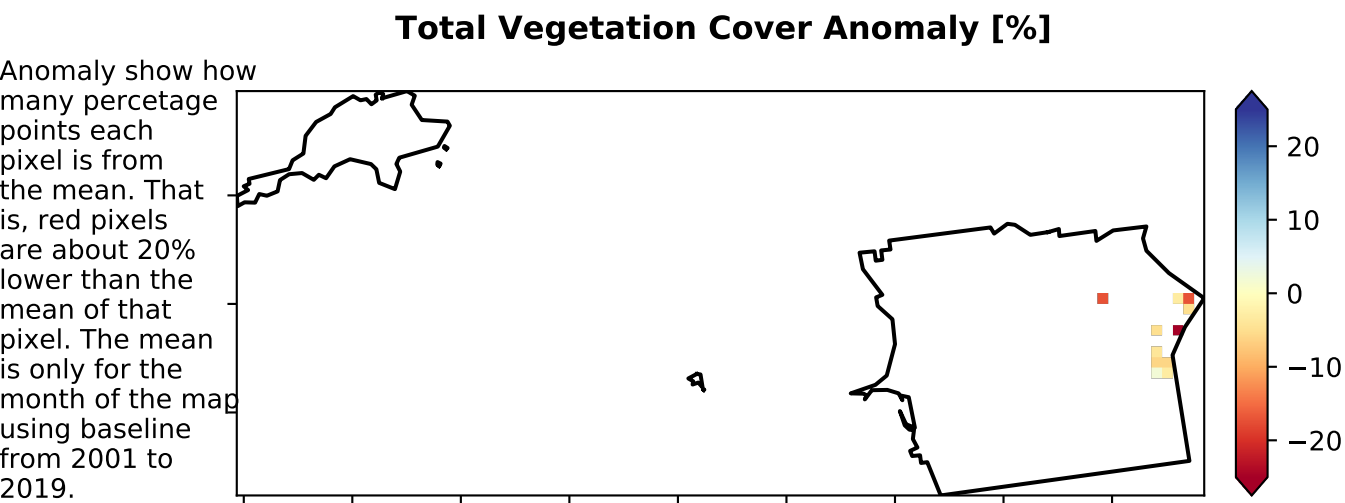 Total Vegetation Cover Anomaly [%]
Anomaly show how
many percetage
points each
pixel is from
the mean. That
is, red pixels
are about 20%
lower than the
mean of that
pixel. The mean
is only for the
month of the map
using baseline
from 2001 to
2019.
20
10
0
−10
−20